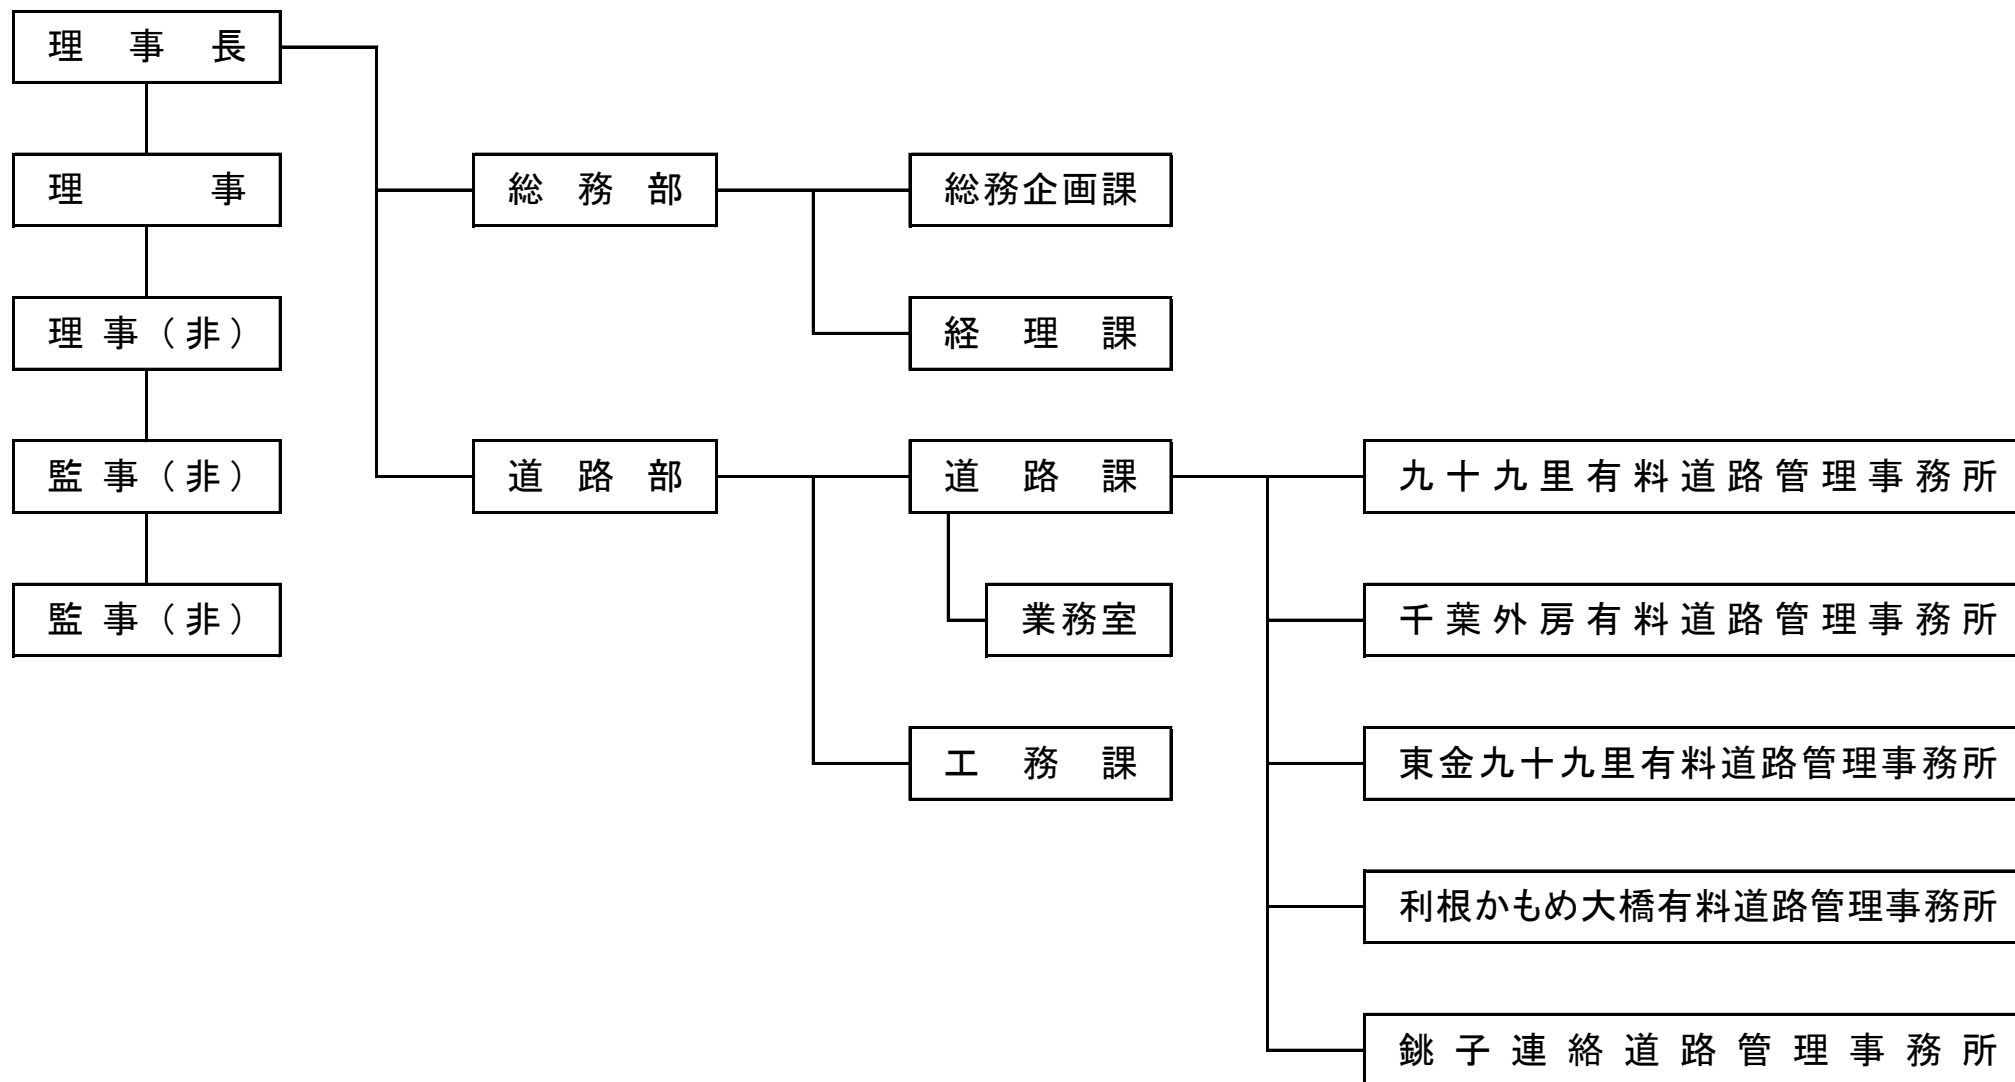 理事長
理事
総務部
総務企画課
理事（非）
経理課
監事（非）
道路部
道路課
九十九里有料道路管理事務所
監事（非）
業務室
千葉外房有料道路管理事務所
工務課
東金九十九里有料道路管理事務所
利根かもめ大橋有料道路管理事務所
銚子連絡道路管理事務所